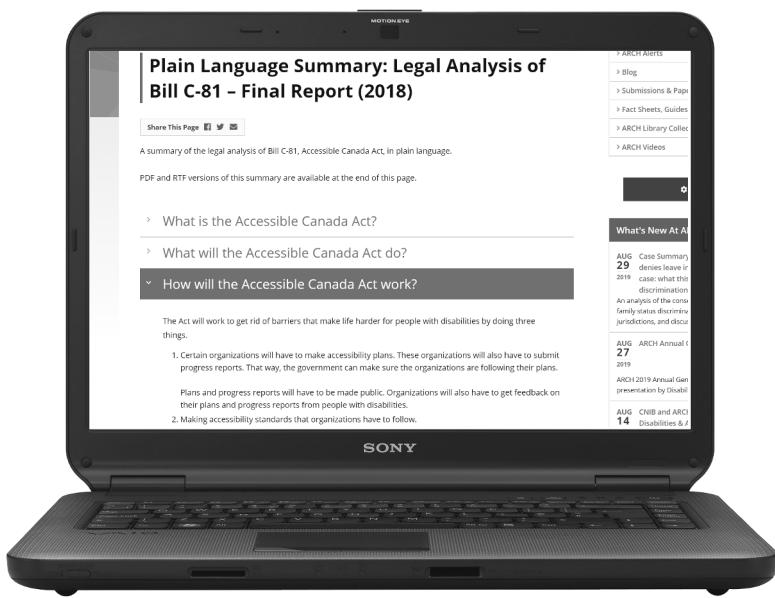 MOTION EYE
Plain Language Summary: Legal Analysis of
Bill C-81 – Final Report (2018)
Share This Page
A summary of the legal analysis of Bill C-81, Accessible Canada Act, in plain language.
PDF and RTF versions of this summary are available at the end of this page.
> What is the Accessible Canada Act?
> What will the Accessible Canada Act do?
How will the Accessible Canada Act work?
The Act will work to get rid of barriers that make life harder for people with disabilities by doing three
things.
1. Certain organizations will have to make accessibility plans. These organizations will also have to submit
progress reports. That way, the government can make sure the organizations are following their plans.
Plans and progress reports will have to be made public. Organizations will also have to get feedback on
their plans and progress reports from people with disabilities.
2. Making accessibility standards that organizations have to follow.
> ARCH Alerts
> Blog
> Submissions & Pape
> Fact Sheets, Guides
> ARCH Library Collec
> ARCH Videos
What's New At
AUG
29
2019
Case Summary
denies leave in
case: what this
discrimination
An analysis of the cons
family status discrimina
jurisdictions, and discus
AUG
27
2019
ARCH Annual
ARCH 2019 Annual Gen
presentation by Disabil
AUG
14
CNIB and ARCH
Disabilities &
SONY
VAIO